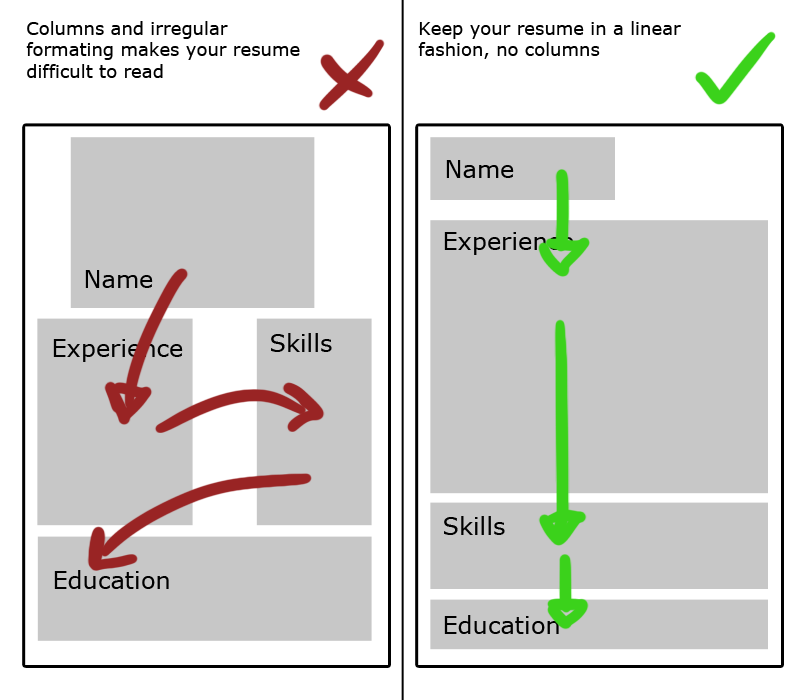 Columns and irregular
formating makes your resume
difficult to read
Name
Experience
Skills
Education
Keep your resume in a linear
fashion, no columns
Name
Experience
Skills
Education